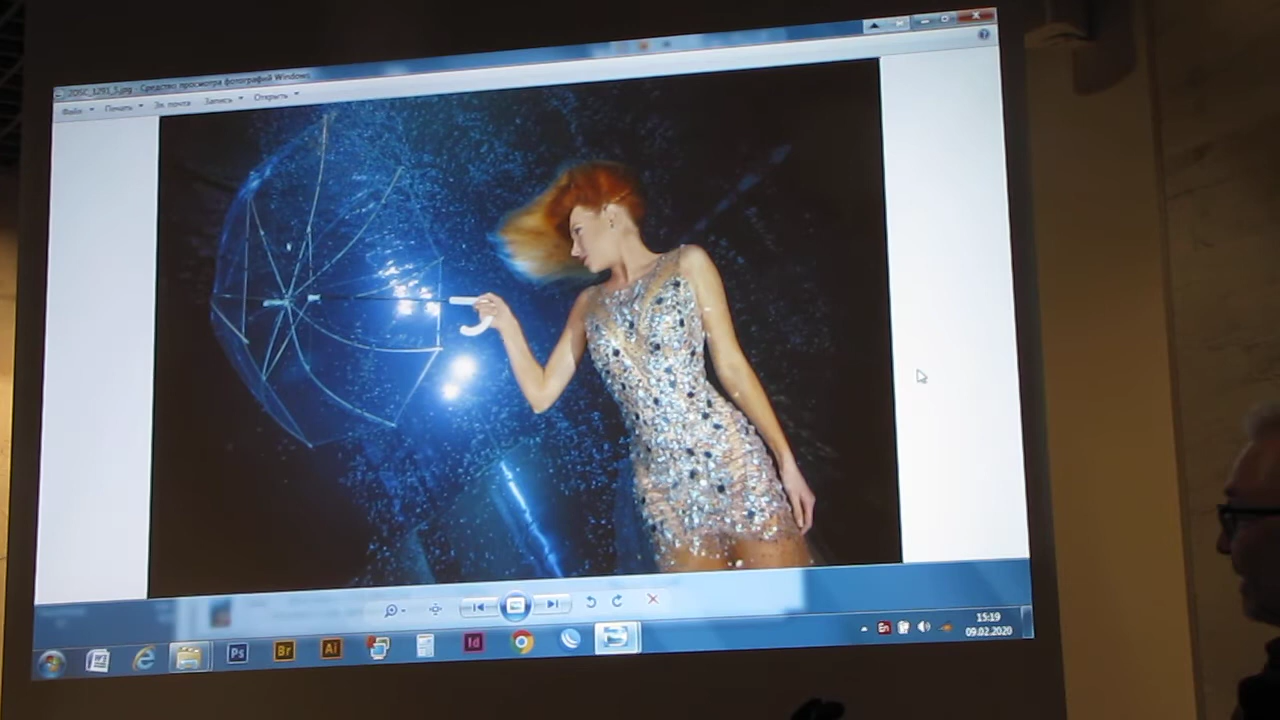 ZDSC_1291_5.jpg - Средство просмотра фотографий Windows
Файл Печать Эл. почта Запись Открыть
Ps Br Ai Id
En
15:19
09.02.2020